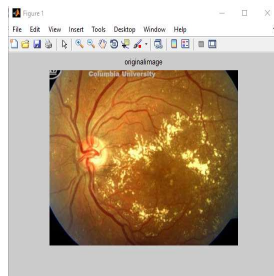 Figure 1
File Edit View Insert Tools Desktop Window Help
originalimage
Columbia University